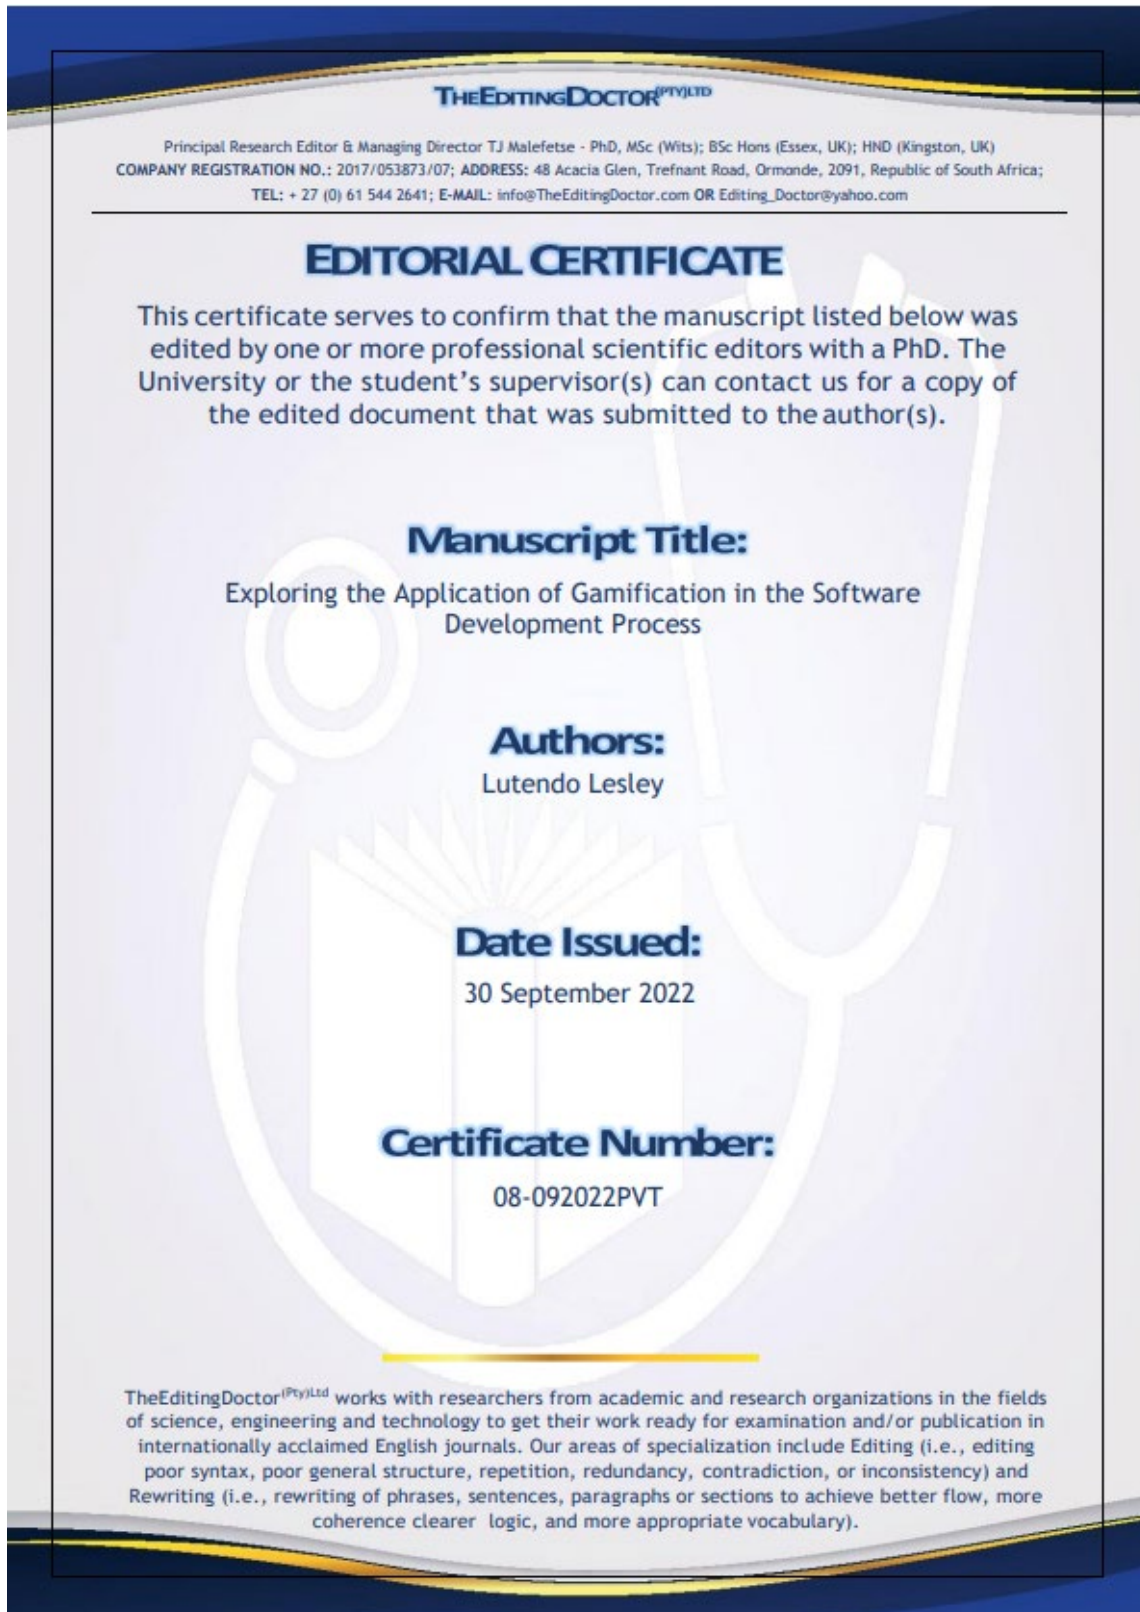 THEEDITINGDOCTOR(PTY)LTD
Principal Research Editor & Managing Director TJ Malefetse - PhD, MSc (Wits); BSc Hons (Essex, UK); HND (Kingston, UK)
COMPANY REGISTRATION NO.: 2017/053873/07; ADDRESS: 48 Acacia Glen, Trefnant Road, Ormonde, 2091, Republic of South Africa;
TEL: + 27 (0) 61 544 2641; E-MAIL: info@TheEditingDoctor.com OR Editing_Doctor@yahoo.com
EDITORIAL CERTIFICATE
This certificate serves to confirm that the manuscript listed below was
edited by one or more professional scientific editors with a PhD. The
University or the student's supervisor(s) can contact us for a copy of
the edited document that was submitted to the author(s).
Manuscript Title:
Exploring the Application of Gamification in the Software
Development Process
Authors:
Lutendo Lesley
Date Issued:
30 September 2022
Certificate Number:
08-092022PVT
TheEditingDoctor(Pty)Ltd works with researchers from academic and research organizations in the fields
of science, engineering and technology to get their work ready for examination and/or publication in
internationally acclaimed English journals. Our areas of specialization include Editing (i.e., editing
poor syntax, poor general structure, repetition, redundancy, contradiction, or inconsistency) and
Rewriting (i.e., rewriting of phrases, sentences, paragraphs or sections to achieve better flow, more
coherence clearer logic, and more appropriate vocabulary).